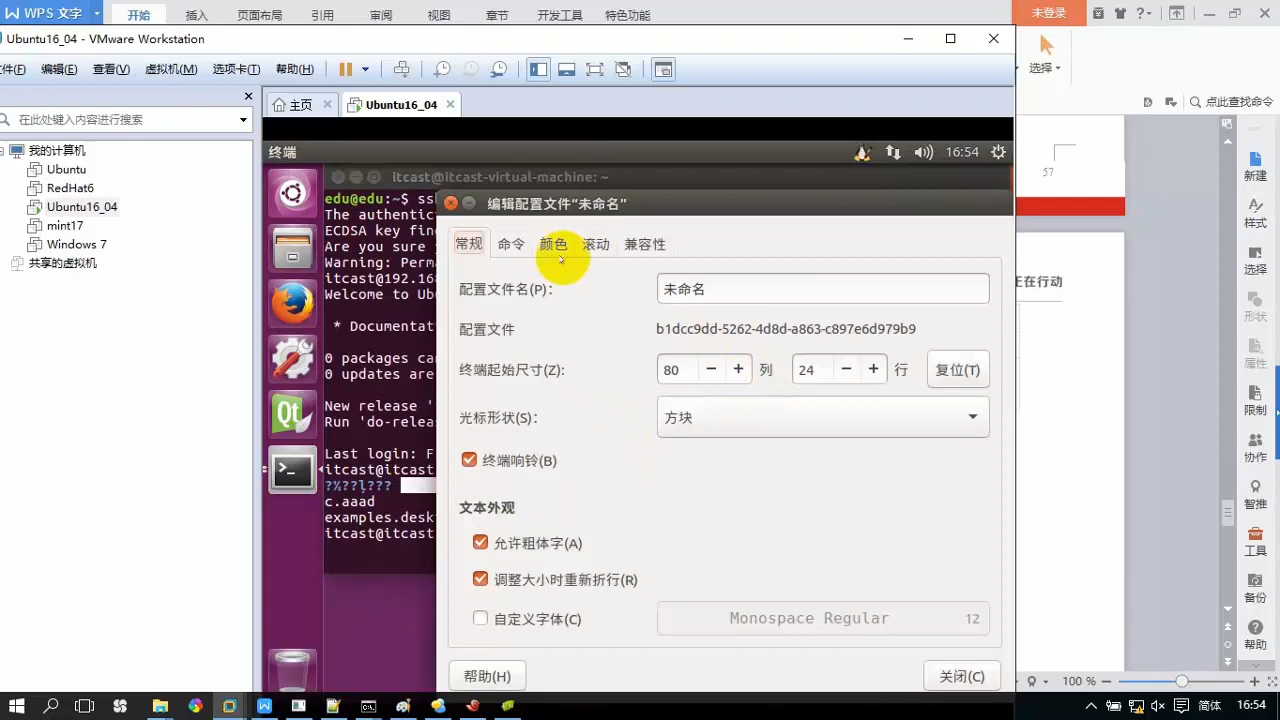 WPS 文字
开始
插入
页面布局
引用
审阅
视图
章节
开发工具
特色功能
未登录
Ubuntu16_04 - VMware Workstation
件(F)
编辑(E)
查看(V)
虚拟机(M)
选项卡(T)
帮助(H)
选择
主页
Ubuntu16_04
点此查找命令
在此处键入内容进行搜索
我的计算机
Ubuntu
RedHat6
Ubuntu16_04
mint17
Windows 7
共享的虚拟机
终端
16:54
itcast@itcast-virtual-machine: ~
edu@edu:~$ ss
The authentic
ECDSA key fin
Are you sure
Warning: Perm
itcast@192.16
Welcome to Ub
* Documentat
0 packages ca
0 updates are
New release '
Run 'do-relea
Last login: F
itcast@itcast
c.aaad
examples.desk
itcast@itcast
编辑配置文件“未命名”
常规
命令
颜色
滚动
兼容性
配置文件名(P):
未命名
配置文件
b1dcc9dd-5262-4d8d-a863-c897e6d979b9
终端起始尺寸(Z):
80
列
24
行
复位(T)
光标形状(S):
方块
终端响铃(B)
文本外观
允许粗体字(A)
调整大小时重新折行(R)
自定义字体(C)
Monospace Regular
12
帮助(H)
关闭(C)
57
正在行动
新建
样式
选择
形状
属性
限制
协作
智推
工具
备份
帮助
100 %
简体
16:54